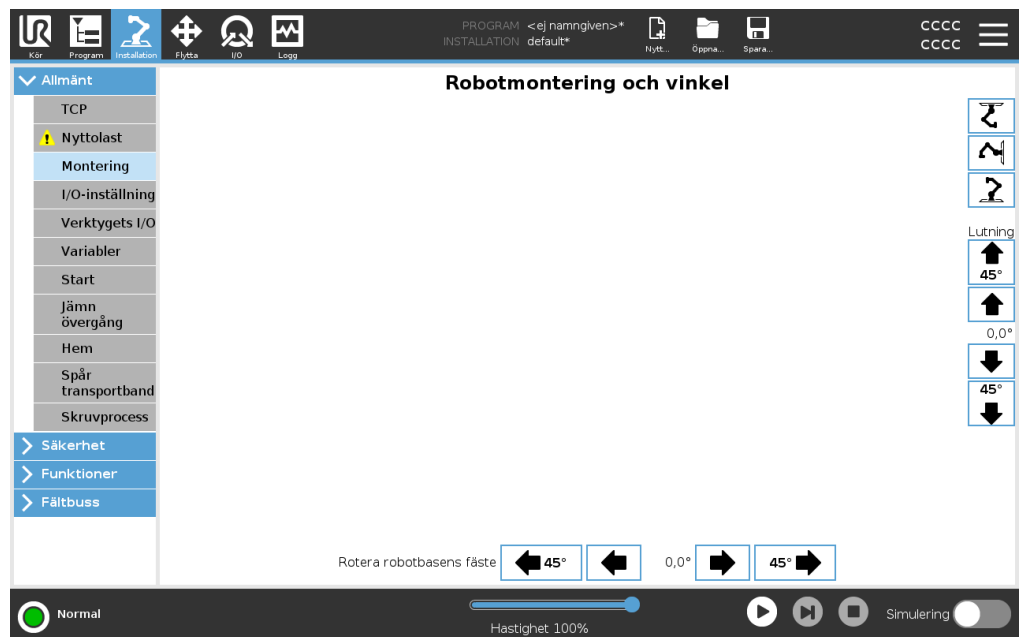 PROGRAM <ej namngiven>*
INSTALLATION default*
CCCC
CCCC
Kör
Program
Installation
Flytta
I/O
Logg
Nytt...
Öppna...
Spara...
Allmänt
TCP
Nyttolast
Montering
I/O-inställning
Verktygets I/O
Variabler
Start
Jämn
övergång
Hem
Spår
transportband
Skruvprocess
Säkerhet
Funktioner
Fältbuss
Robotmontering och vinkel
Lutning
45°
0,0°
45°
Rotera robotbasens fäste
45°
0,0°
45°
Normal
Hastighet 100%
Simulering